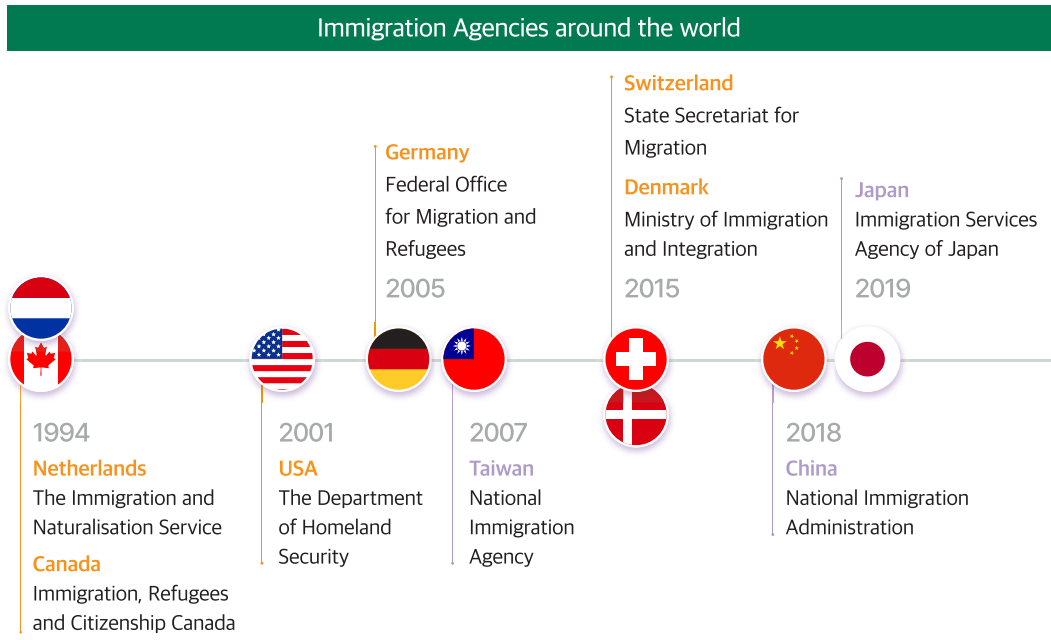 Immigration Agencies around the world
1994
Netherlands
The Immigration and
Naturalisation Service
Canada
Immigration, Refugees
and Citizenship Canada
2001
USA
The Department
of Homeland
Security
Germany
Federal Office
for Migration and
Refugees
2005
2007
Taiwan
National
Immigration
Agency
Switzerland
State Secretariat for
Migration
Denmark
Ministry of Immigration
and Integration
2015
2018
China
National Immigration
Administration
Japan
Immigration Services
Agency of Japan
2019